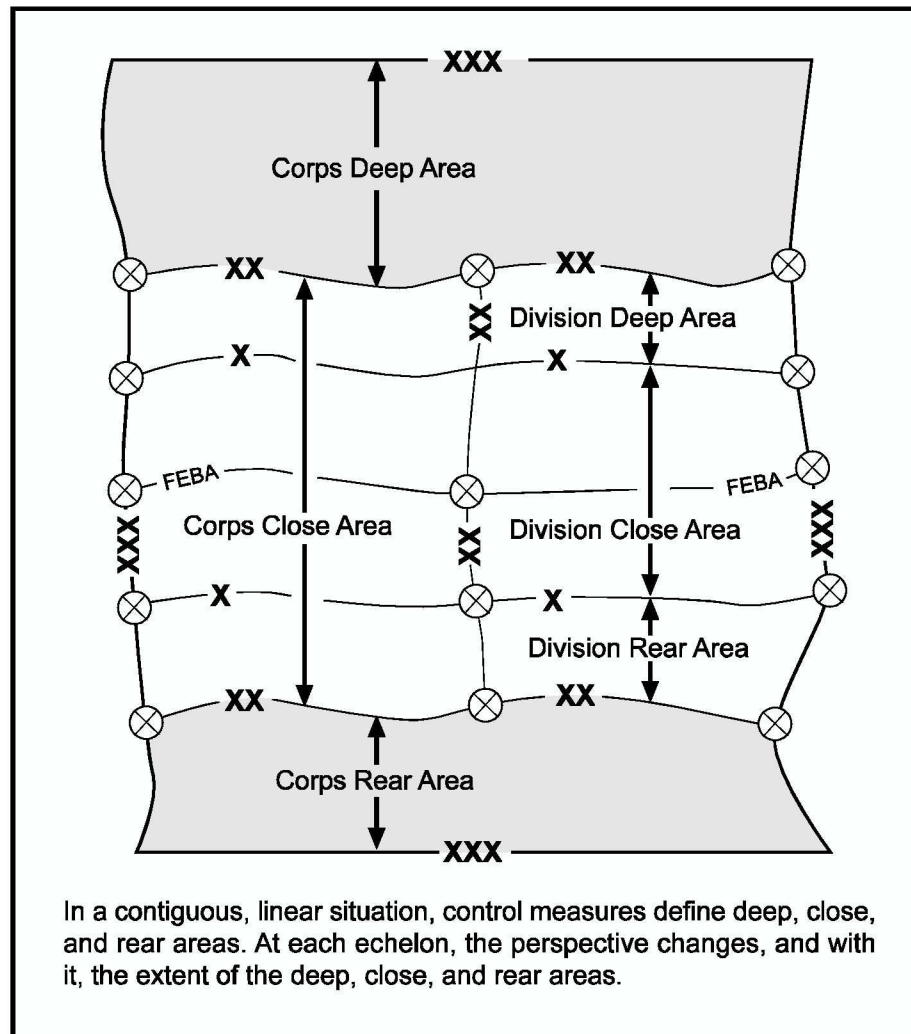 XXX
Corps Deep Area
XX
XX
XX
Division Deep Area
X
X
FEBA
FEBA
XXX
Corps Close Area
XX
Division Close Area
XXX
X
X
Division Rear Area
XX
XX
Corps Rear Area
XXX
In a contiguous, linear situation, control measures define deep, close,
and rear areas. At each echelon, the perspective changes, and with
it, the extent of the deep, close, and rear areas.